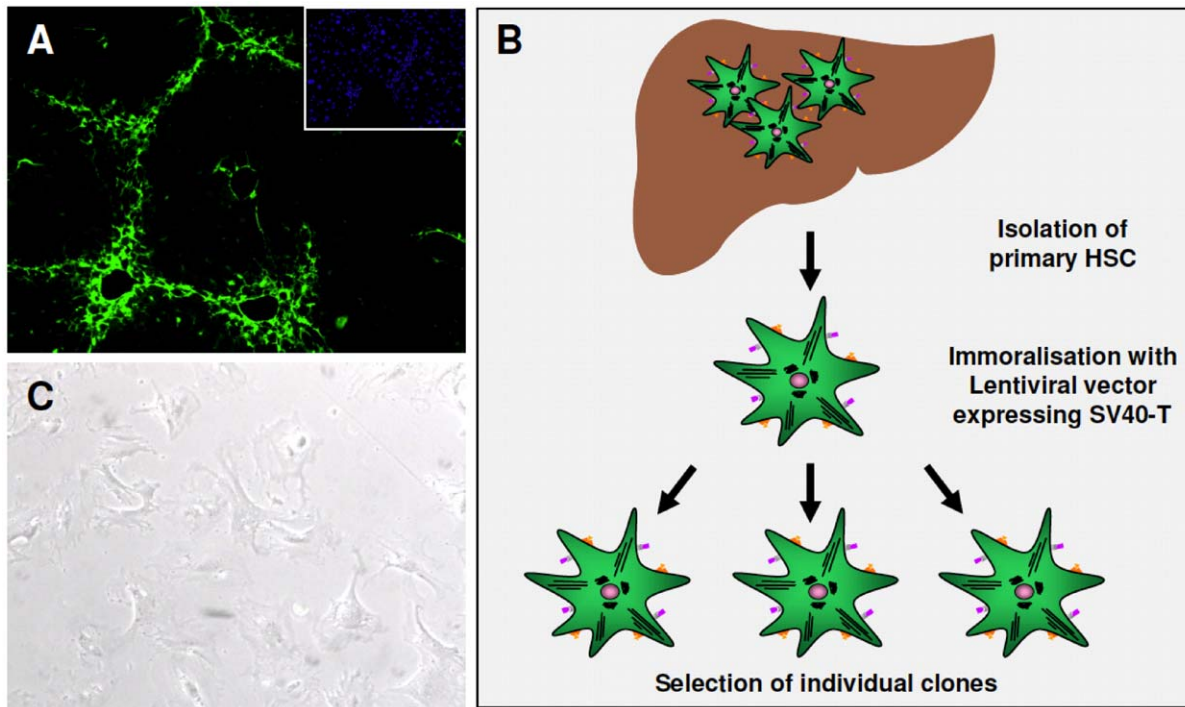 A
B
Isolation of
primary HSC
Immoralisation with
Lentiviral vector
expressing SV40-T
C
Selection of individual clones